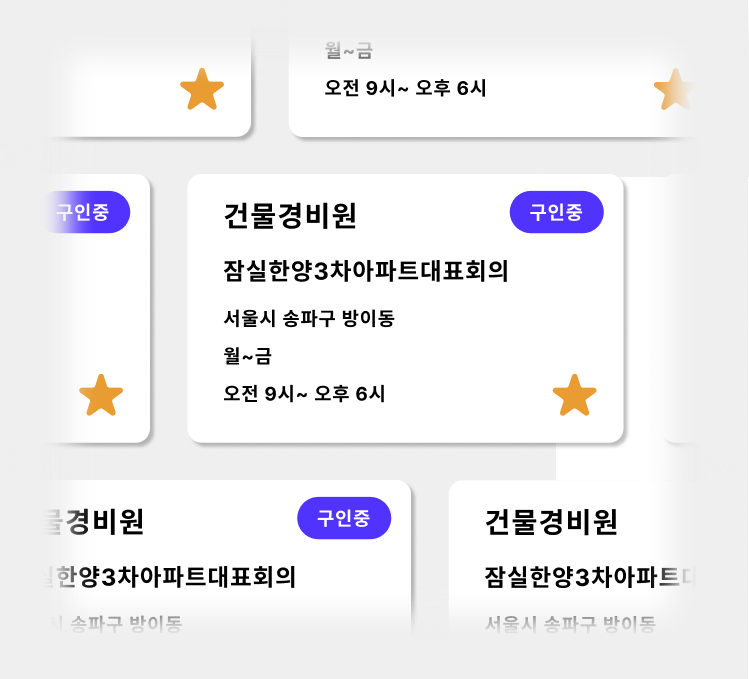 월~금
오전 9시~ 오후 6시
구인중
건물경비원
구인중
잠실한양3차아파트대표회의
서울시 송파구 방이동
월~금
오전 9시~ 오후 6시
물경비원
구인중
한양3차아파트대표회의
송파구 방이동
건물경비원
잠실한양3차아파트
서울시 송파구 방이동